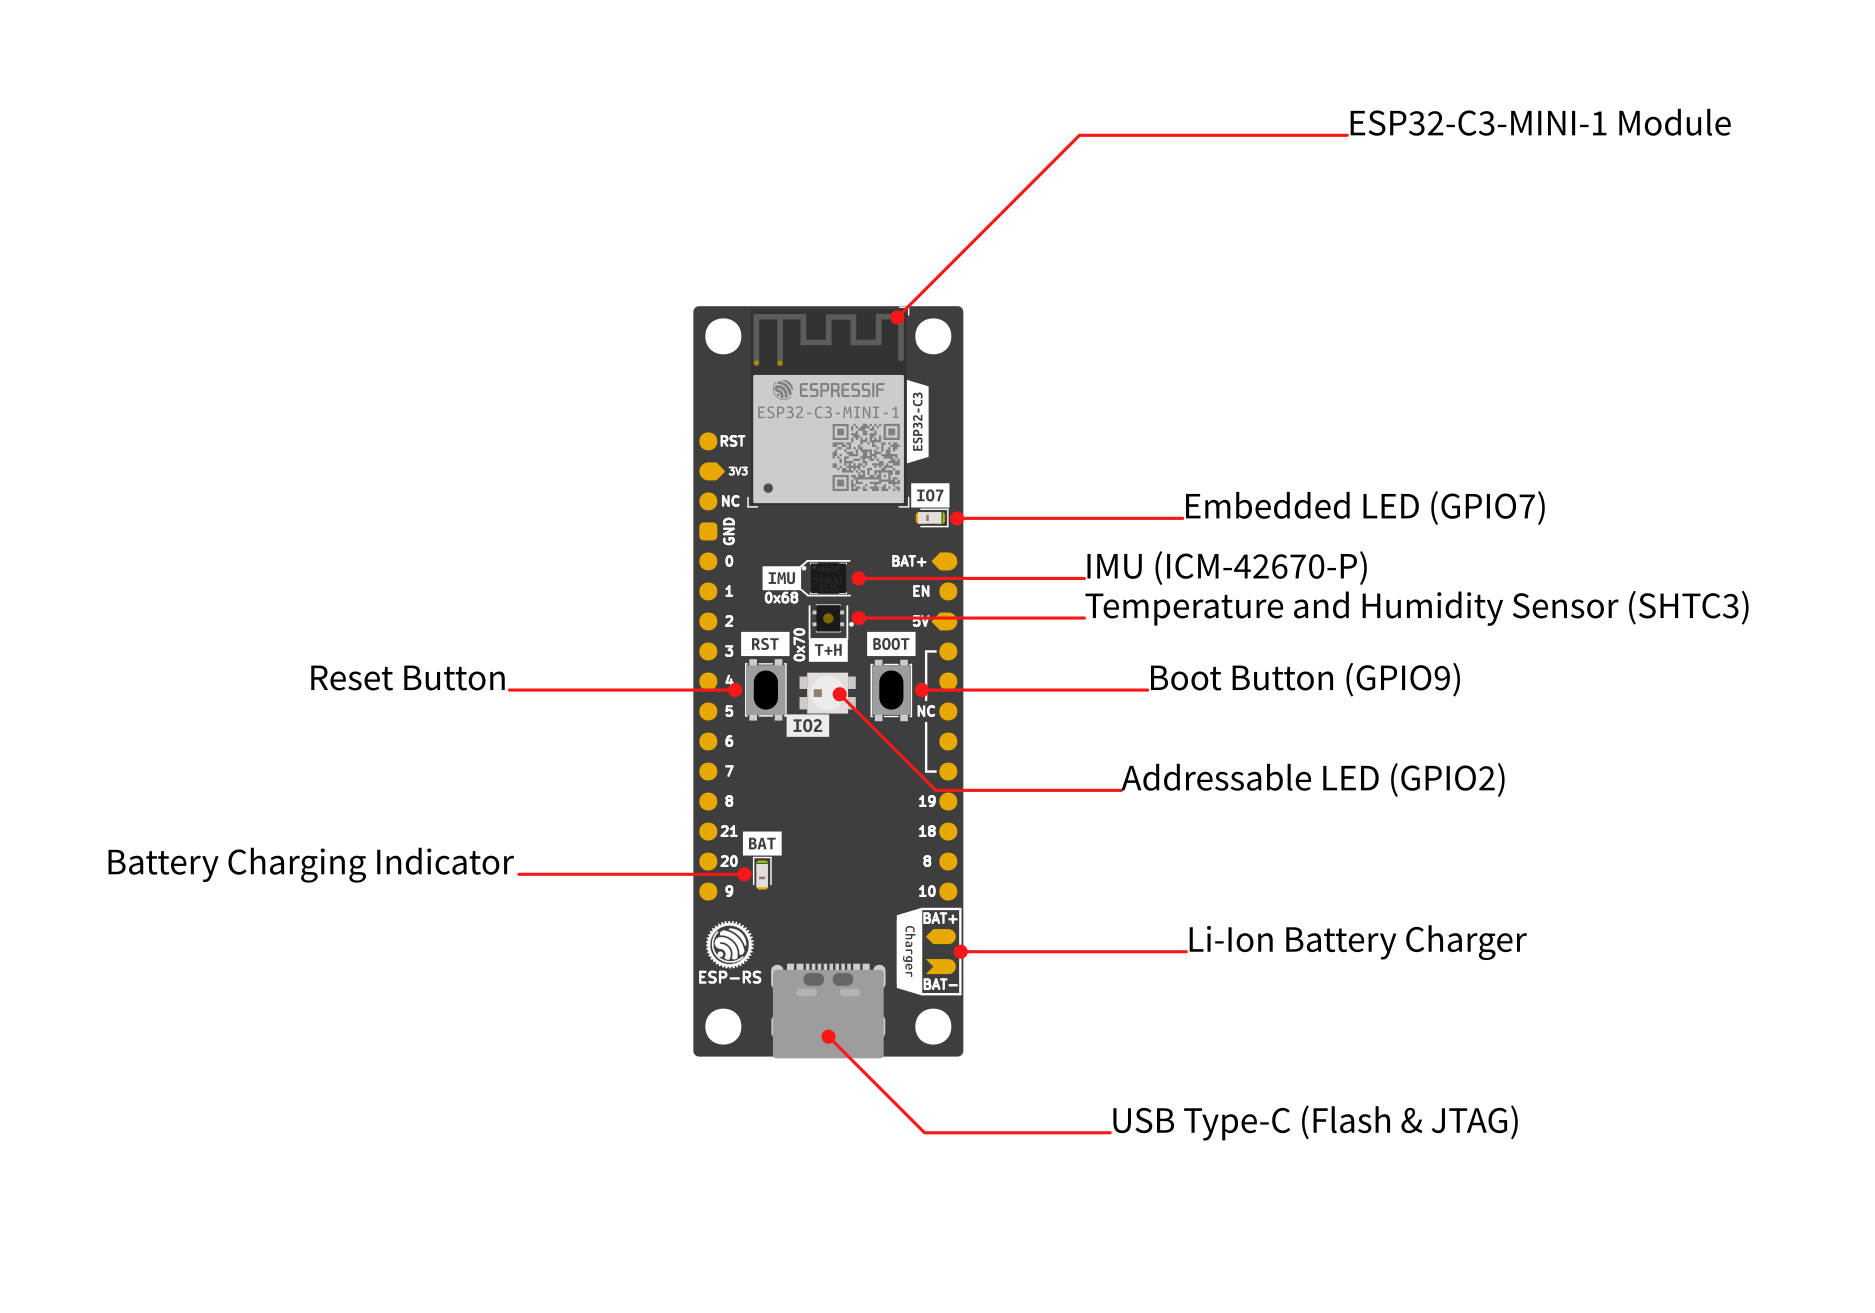 ESP32-C3-MINI-1 Module
ESPRESSIF
ESP32-C3-MINI-1
ESP32-C3
RST
3V3
NC
IO7
Embedded LED (GPIO7)
GND
0
BAT+
IMU (ICM-42670-P)
IMU
0x68
1
EN
Temperature and Humidity Sensor (SHTC3)
2
5V
RST
0x70
T+H
BOOT
3
Reset Button
4
Boot Button (GPIO9)
5
NC
IO2
6
7
Addressable LED (GPIO2)
8
19
21
18
BAT
Battery Charging Indicator
20
8
9
10
BAT+
Charger
Li-Ion Battery Charger
ESP-RS
BAT-
USB Type-C (Flash & JTAG)